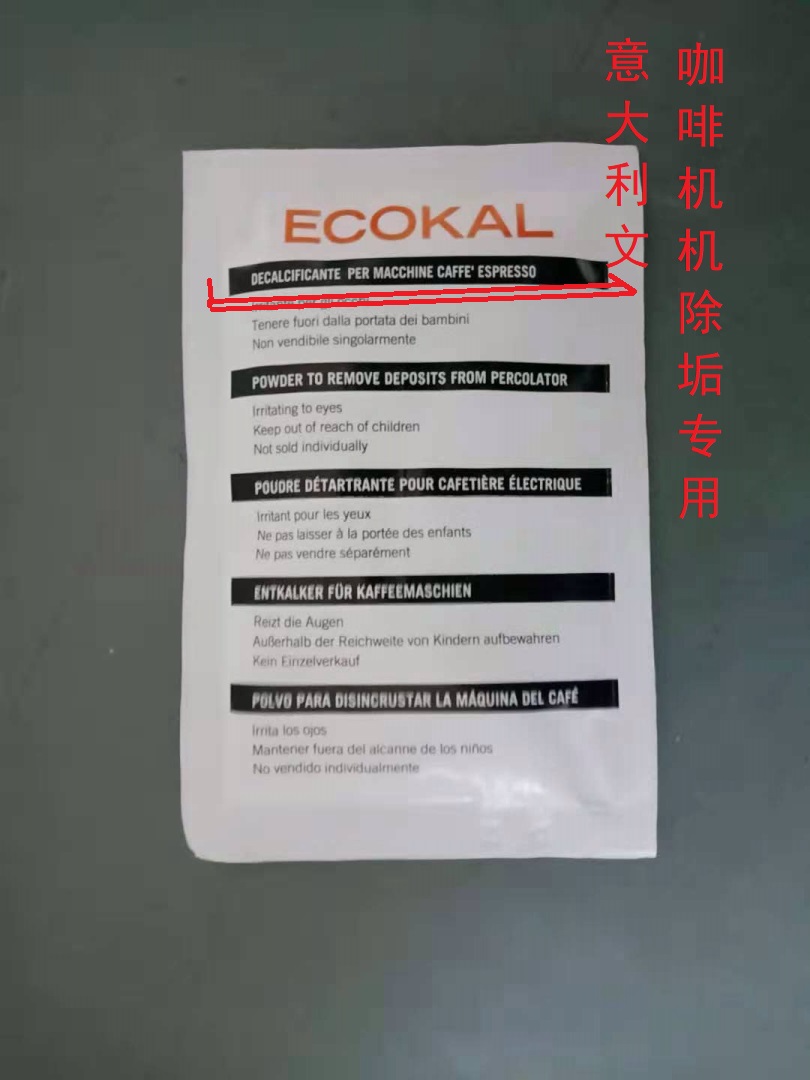 ECOKAL
DECALCIFICANTE PER MACCHINE CAFFE' ESPRESSO
Tenere fuori dalla portata dei bambini
Non vendibile singolarmente
POWDER TO REMOVE DEPOSITS FROM PERCOLATOR
Irritating to eyes
Keep out of reach of children
Not sold individually
POUDRE DÉTARTRANTE POUR CAFETIÈRE ÉLECTRIQUE
Irritant pour les yeux
Ne pas laisser à la portée des enfants
Ne pas vendre séparément
ENTKALKER FÜR KAFFEEMASCHIEN
Reizt die Augen
Außerhalb der Reichweite von Kindern aufbewahren
Kein Einzelverkauf
POLVO PARA DISINCRUSTAR LA MÁQUINA DEL CAFÉ
Irrita los ojos
Mantener fuera del alcanne de los niños
No vendido individualmente
咖啡机机除垢专用
意大利文